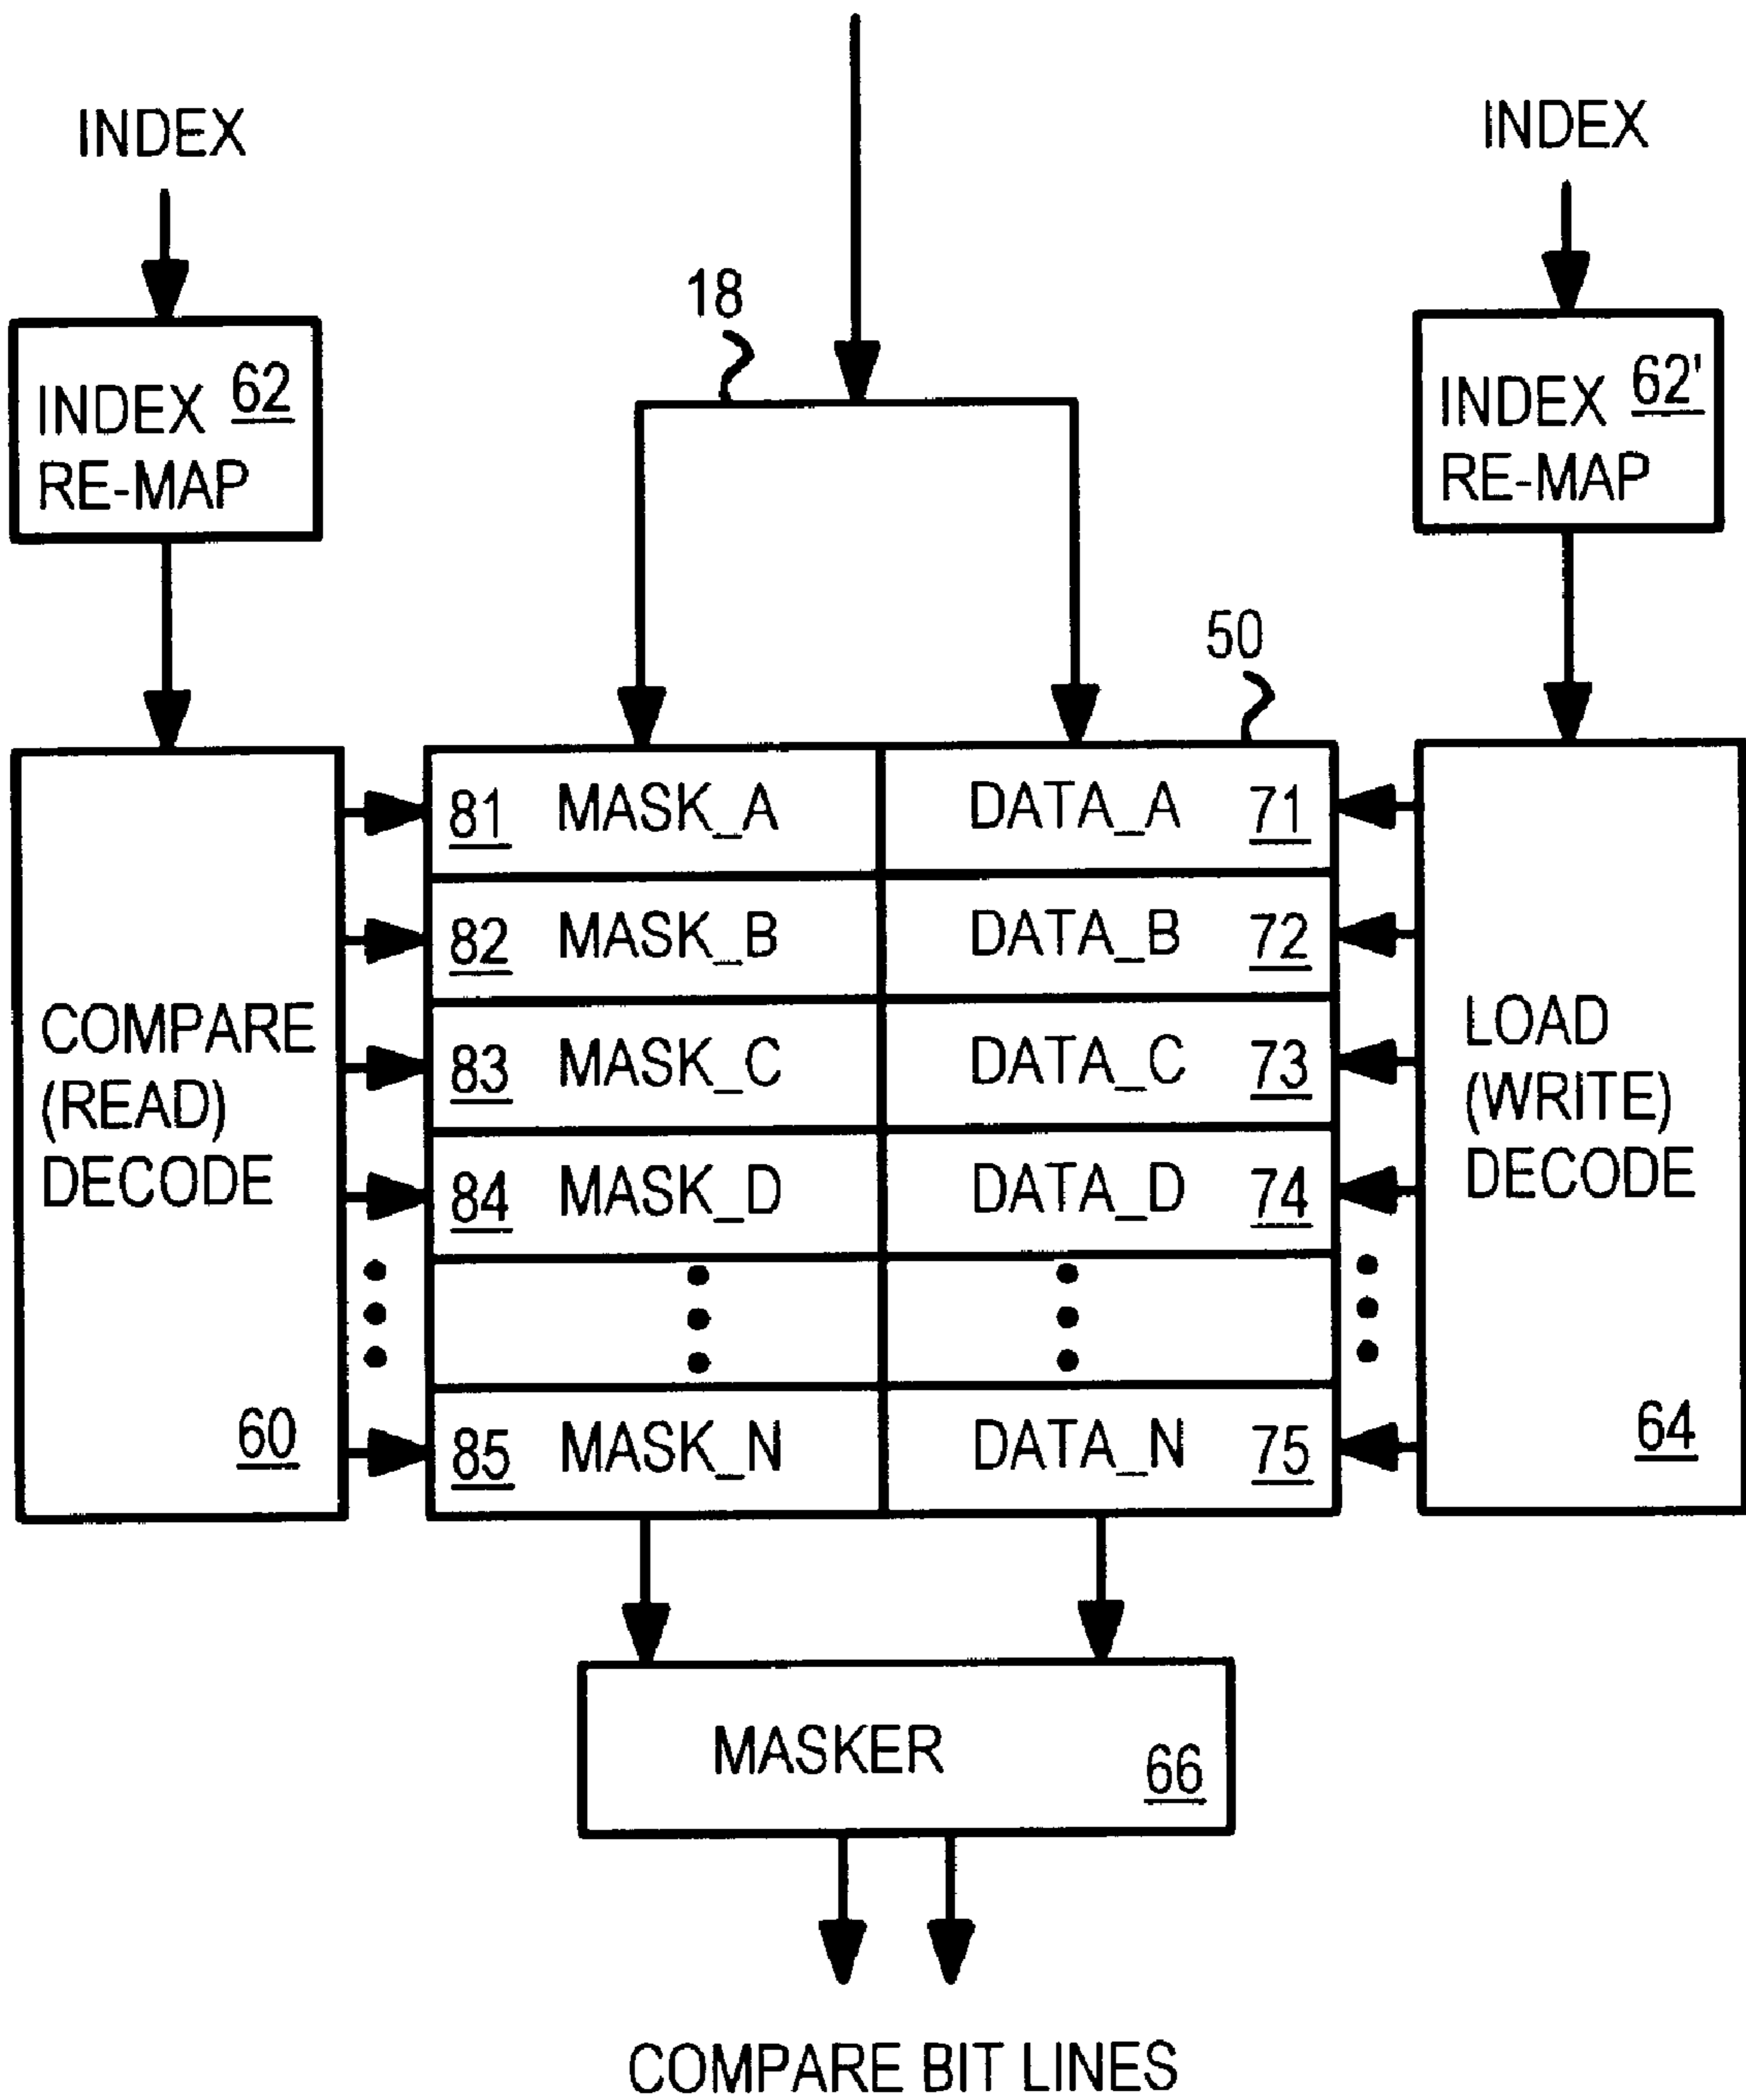 INDEX
INDEX
18
INDEX 62
RE-MAP
INDEX 62'
RE-MAP
50
81 MASK_A DATA_A 71
82 MASK_B DATA_B 72
83 MASK_C DATA_C 73
84 MASK_D DATA_D 74
85 MASK_N DATA_N 75
COMPARE
(READ)
DECODE
60
LOAD
(WRITE)
DECODE
64
MASKER
66
COMPARE BIT LINES